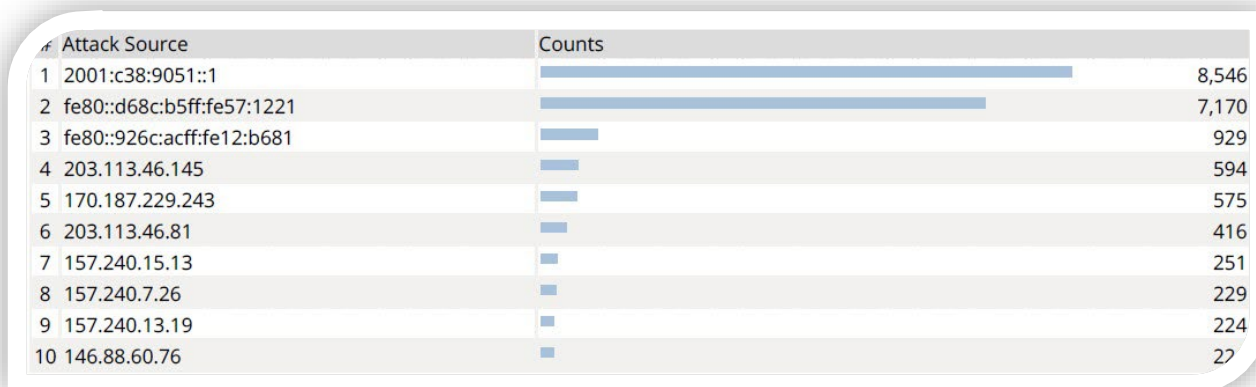 # Attack Source Counts
1 2001:c38:9051::1 8,546
2 fe80::d68c:b5ff:fe57:1221 7,170
3 fe80::926c:acff:fe12:b681 929
4 203.113.46.145 594
5 170.187.229.243 575
6 203.113.46.81 416
7 157.240.15.13 251
8 157.240.7.26 229
9 157.240.13.19 224
10 146.88.60.76